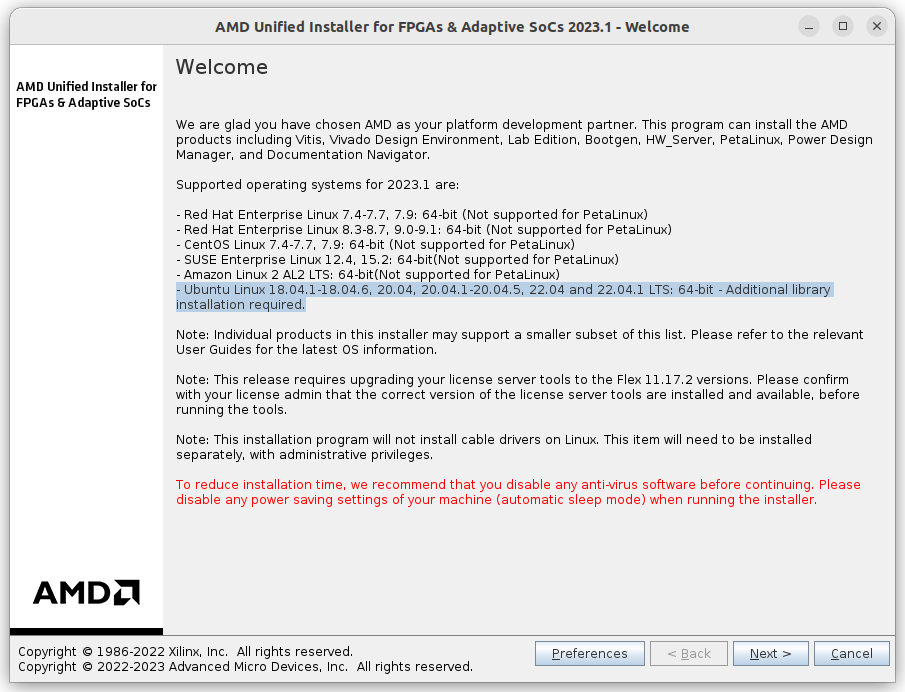 AMD Unified Installer for FPGAs & Adaptive SoCs 2023.1 - Welcome
AMD Unified Installer for
FPGAs & Adaptive SoCs
Welcome
We are glad you have chosen AMD as your platform development partner. This program can install the AMD
products including Vitis, Vivado Design Environment, Lab Edition, Bootgen, HW_Server, PetaLinux, Power Design
Manager, and Documentation Navigator.
Supported operating systems for 2023.1 are:
- Red Hat Enterprise Linux 7.4-7.7, 7.9: 64-bit (Not supported for PetaLinux)
- Red Hat Enterprise Linux 8.3-8.7, 9.0-9.1: 64-bit (Not supported for PetaLinux)
- CentOS Linux 7.4-7.7, 7.9: 64-bit (Not supported for PetaLinux)
- SUSE Enterprise Linux 12.4, 15.2: 64-bit(Not supported for PetaLinux)
- Amazon Linux 2 AL2 LTS: 64-bit(Not supported for PetaLinux)
- Ubuntu Linux 18.04.1-18.04.6, 20.04, 20.04.1-20.04.5, 22.04 and 22.04.1 LTS: 64-bit - Additional library
installation required.
Note: Individual products in this installer may support a smaller subset of this list. Please refer to the relevant
User Guides for the latest OS information.
Note: This release requires upgrading your license server tools to the Flex 11.17.2 versions. Please confirm
with your license admin that the correct version of the license server tools are installed and available, before
running the tools.
Note: This installation program will not install cable drivers on Linux. This item will need to be installed
separately, with administrative privileges.
To reduce installation time, we recommend that you disable any anti-virus software before continuing. Please
disable any power saving settings of your machine (automatic sleep mode) when running the installer.
AMD
Copyright © 1986-2022 Xilinx, Inc.  All rights reserved.
Copyright © 2022-2023 Advanced Micro Devices, Inc.  All rights reserved.
Preferences
< Back
Next >
Cancel